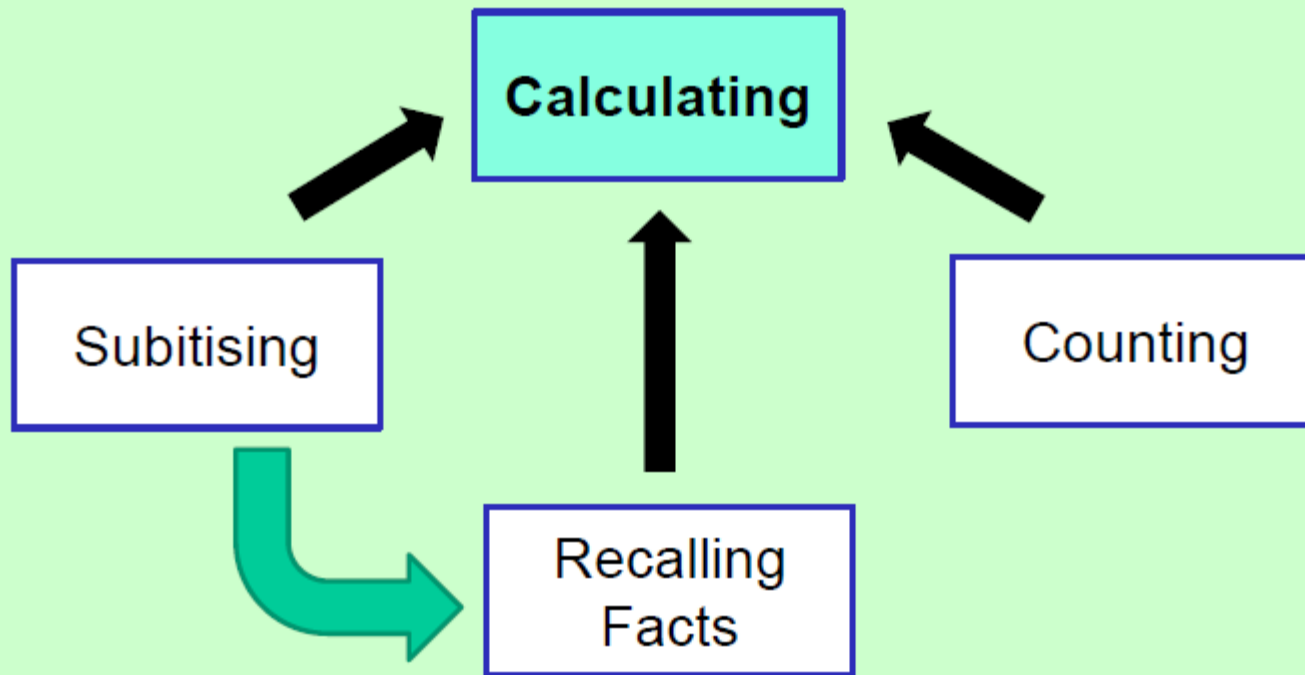 Calculating
Subitising
Counting
Recalling
Facts